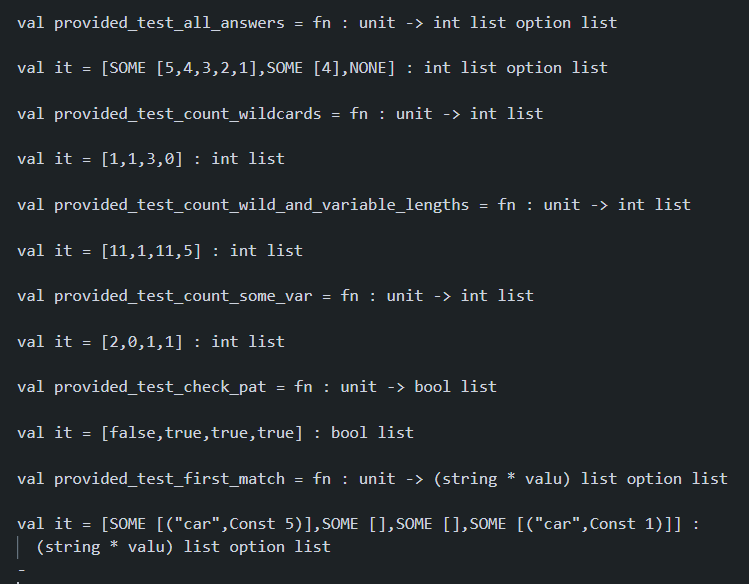 val provided_test_all_answers = fn : unit -> int list option list
val it = [SOME [5,4,3,2,1],SOME [4],NONE] : int list option list
val provided_test_count_wildcards = fn : unit -> int list
val it = [1,1,3,0] : int list
val provided_test_count_wild_and_variable_lengths = fn : unit -> int list
val it = [11,1,11,5] : int list
val provided_test_count_some_var = fn : unit -> int list
val it = [2,0,1,1] : int list
val provided_test_check_pat = fn : unit -> bool list
val it = [false,true,true,true] : bool list
val provided_test_first_match = fn : unit -> (string * valu) list option list
val it = [SOME [("car",Const 5)],SOME [],SOME [],SOME [("car",Const 1)]] :
  (string * valu) list option list
-